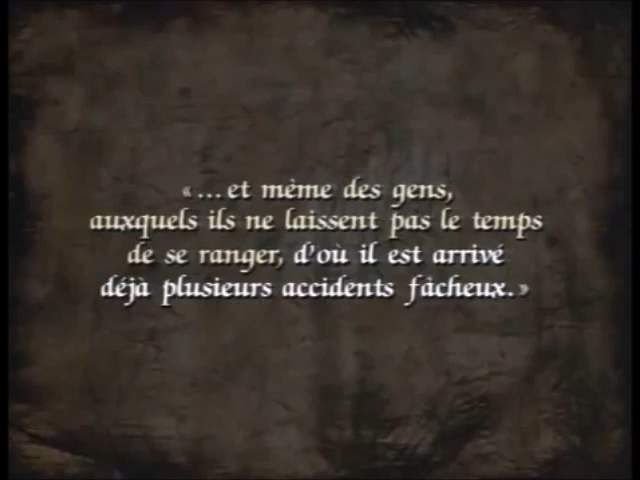 «…et même des gens,
auxquels ils ne laissent pas le temps
de se ranger, d'où il est arrivé
déjà plusieurs accidents fâcheux.»